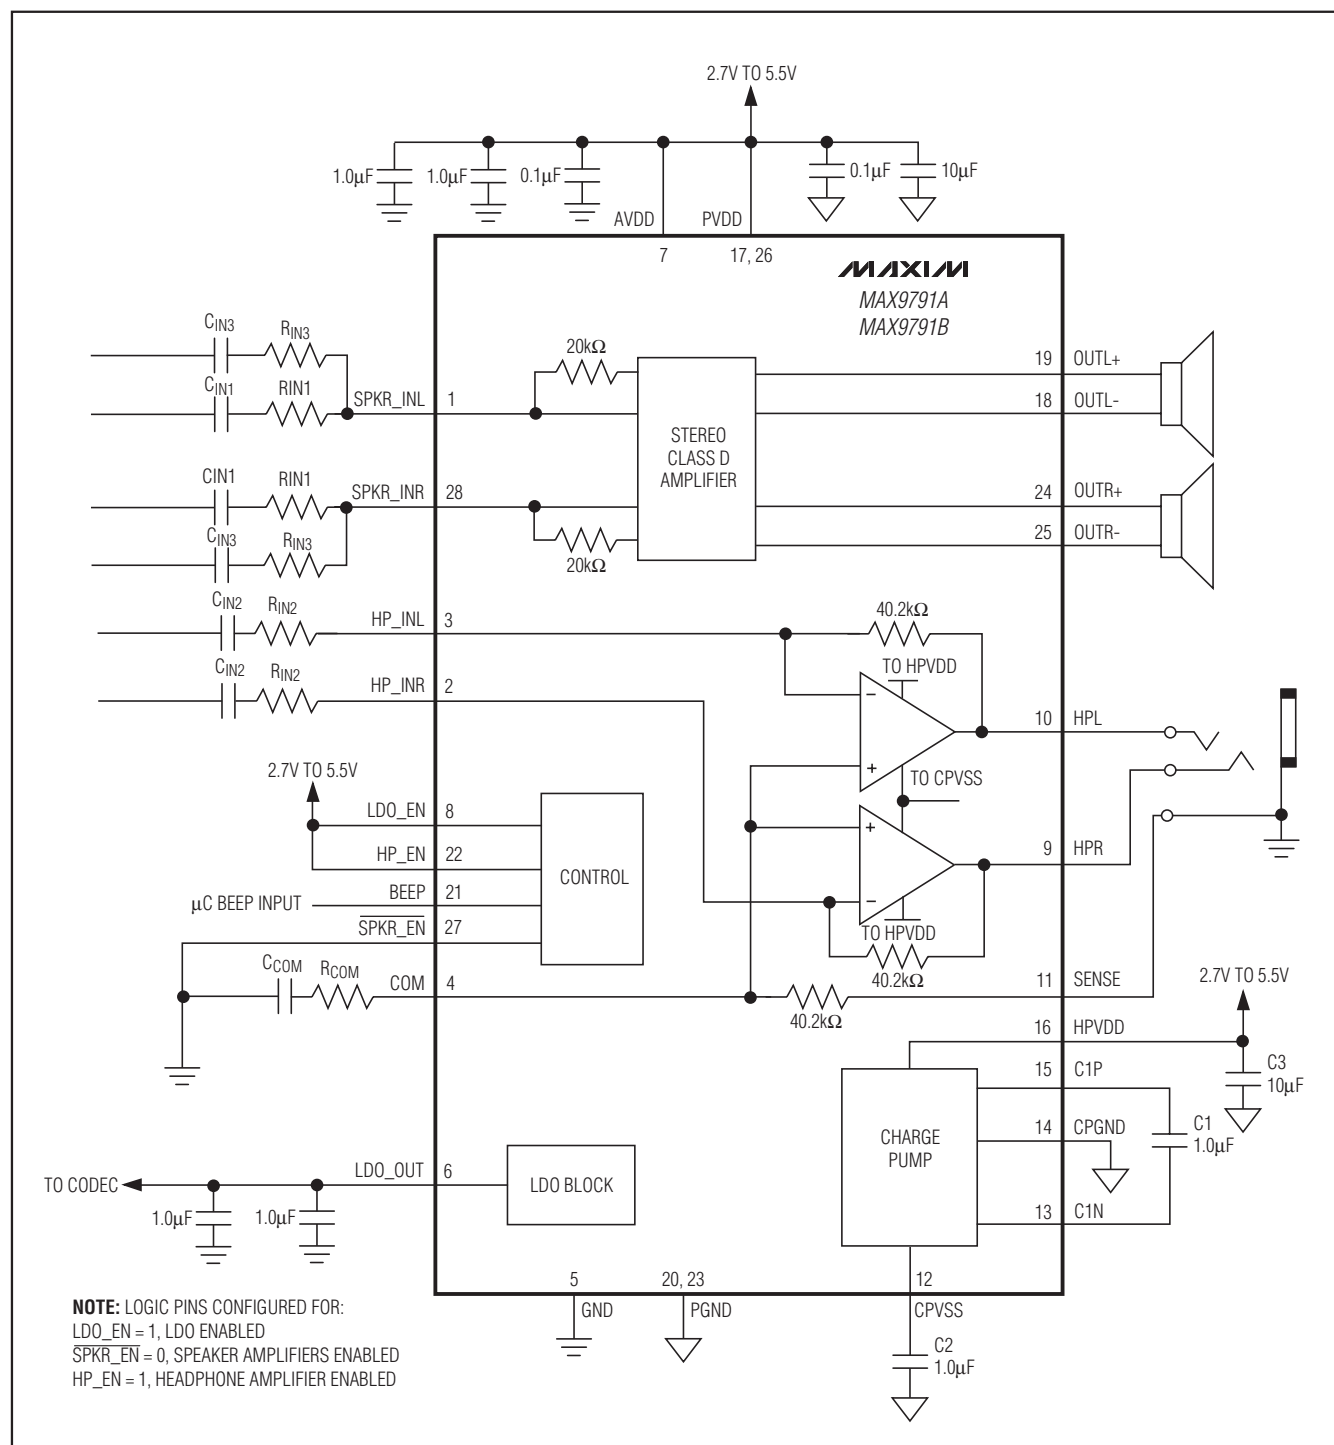 2.7V TO 5.5V
1.0µF
1.0µF
0.1µF
0.1µF
10µF
AVDD
PVDD
7
17, 26
MAXIM
MAX9791A
MAX9791B
CIN3
RIN3
CIN1
RIN1
SPKR_INL
1
20kΩ
CIN1
RIN1
SPKR_INR
28
CIN3
RIN3
20kΩ
STEREO
CLASS D
AMPLIFIER
19
OUTL+
18
OUTL-
24
OUTR+
25
OUTR-
CIN2
RIN2
HP_INL
3
CIN2
RIN2
HP_INR
2
40.2kΩ
TO HPVDD
−
+
10
HPL
TO CPVSS
+
−
9
HPR
TO HPVDD
40.2kΩ
2.7V TO 5.5V
LDO_EN
8
HP_EN
22
µC BEEP INPUT
BEEP
21
SPKR_EN
27
CONTROL
CCOM
RCOM
COM
4
40.2kΩ
11
SENSE
2.7V TO 5.5V
16
HPVDD
C3
10µF
15
C1P
14
CPGND
C1
1.0µF
13
C1N
CHARGE
PUMP
TO CODEC
LDO_OUT
6
LDO BLOCK
1.0µF
1.0µF
5
GND
20, 23
PGND
12
CPVSS
C2
1.0µF
NOTE: LOGIC PINS CONFIGURED FOR:
LDO_EN = 1, LDO ENABLED
SPKR_EN = 0, SPEAKER AMPLIFIERS ENABLED
HP_EN = 1, HEADPHONE AMPLIFIER ENABLED